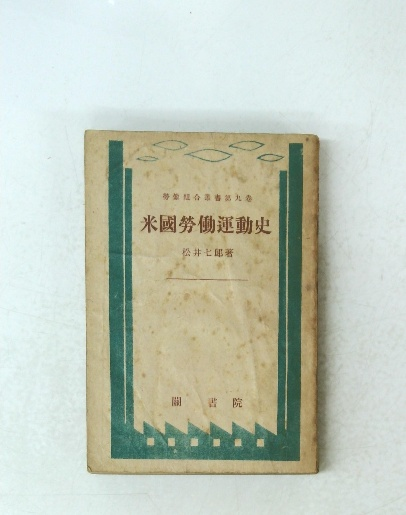 勞働組合叢書第九卷
米國勞働運動史
松井七郎著
關書院